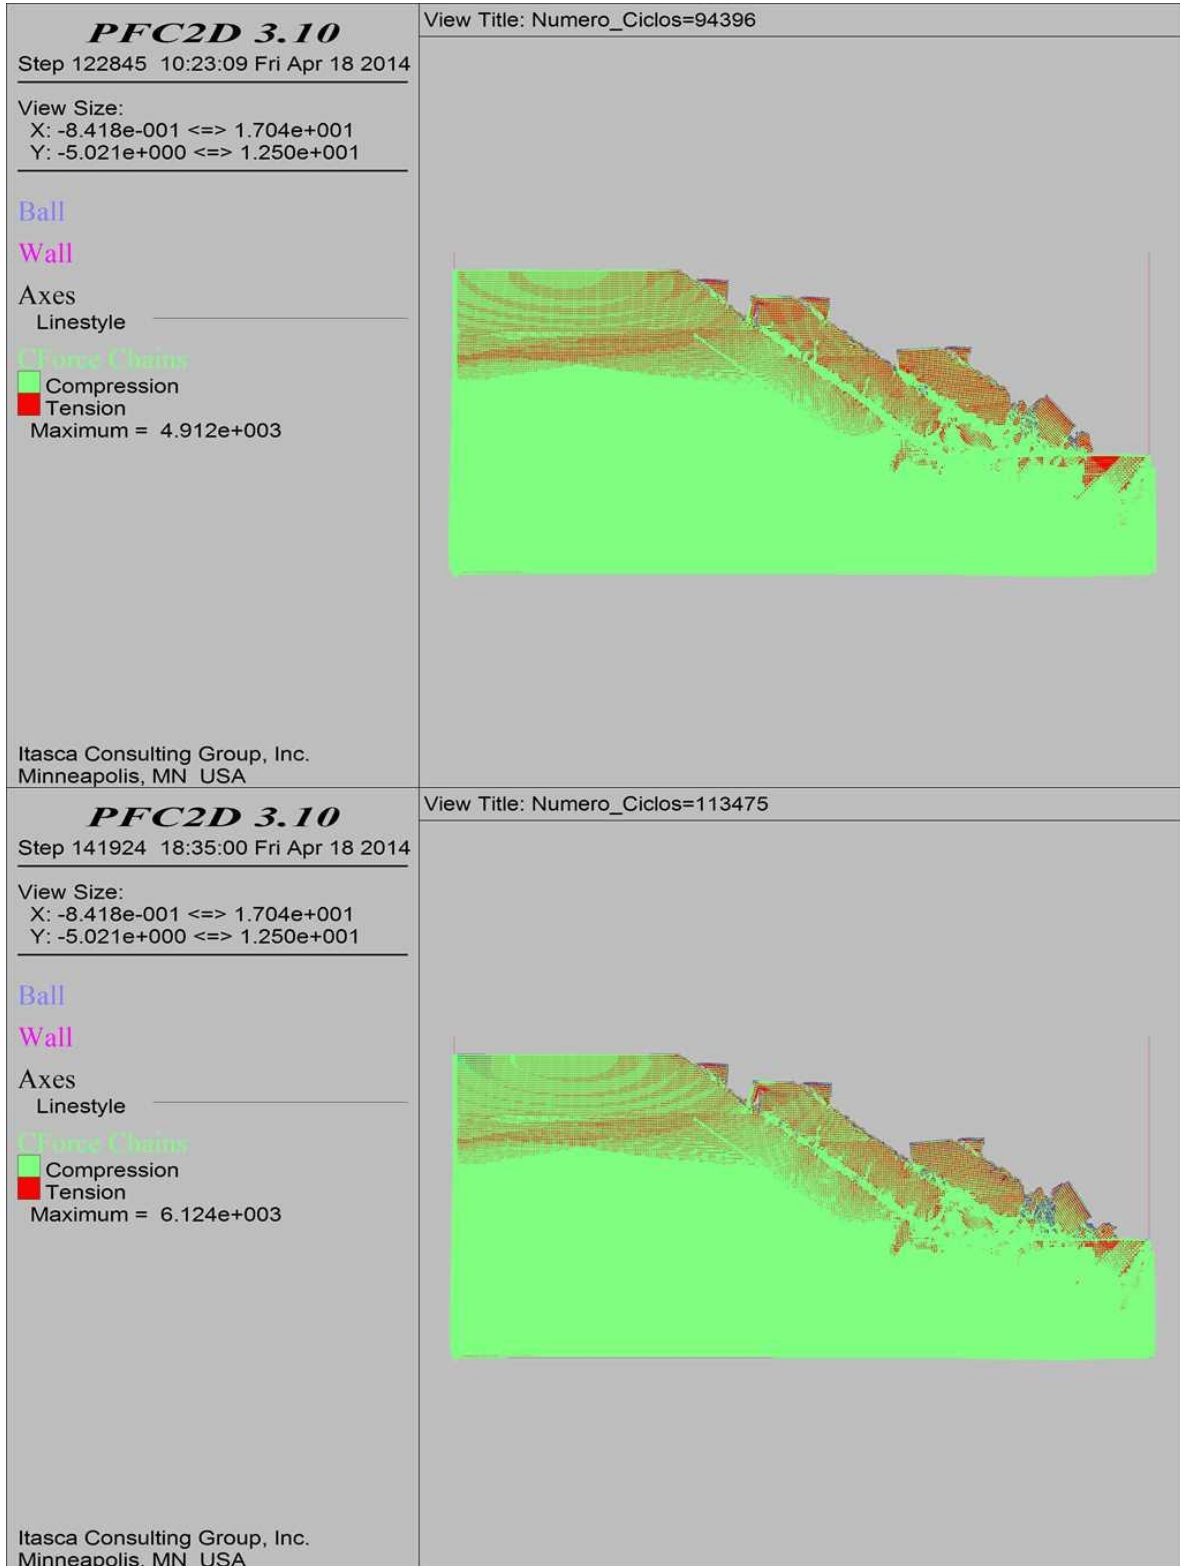 PFC2D 3.10
Step 122845 10:23:09 Fri Apr 18 2014
View Size:
X: -8.418e-001 <=> 1.704e+001
Y: -5.021e+000 <=> 1.250e+001
Ball
Wall
Axes
Linestyle
CForce Chains
Compression
Tension
Maximum = 4.912e+003
Itasca Consulting Group, Inc.
Minneapolis, MN USA
View Title: Numero_Ciclos=94396
PFC2D 3.10
Step 141924 18:35:00 Fri Apr 18 2014
View Size:
X: -8.418e-001 <=> 1.704e+001
Y: -5.021e+000 <=> 1.250e+001
Ball
Wall
Axes
Linestyle
CForce Chains
Compression
Tension
Maximum = 6.124e+003
Itasca Consulting Group, Inc.
Minneapolis, MN USA
View Title: Numero_Ciclos=113475